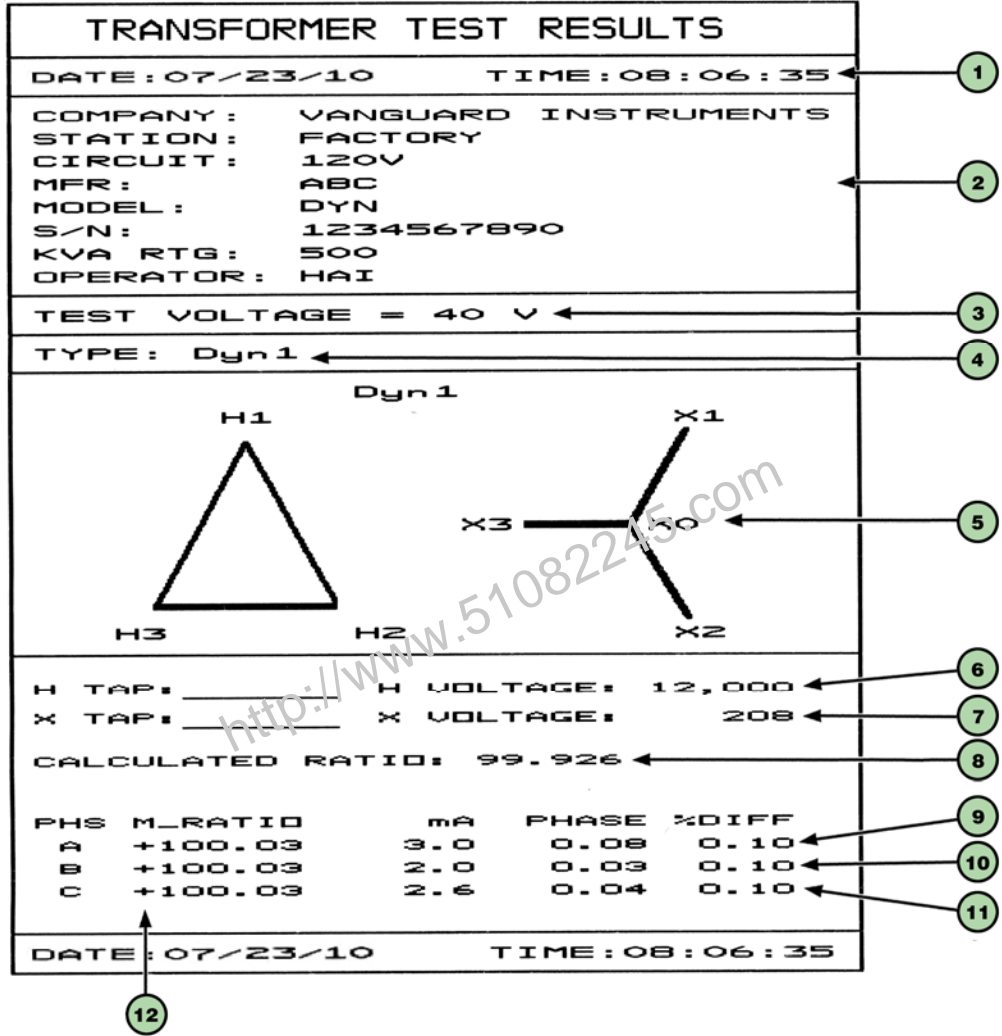 TRANSFORMER TEST RESULTS
DATE:07/23/10 TIME:08:06:35
1
COMPANY: VANGUARD INSTRUMENTS
STATION: FACTORY
CIRCUIT: 120V
MFR: ABC
2
MODEL: DYN
S/N: 1234567890
KVA RTG: 500
OPERATOR: HAI
TEST VOLTAGE = 40 V
3
TYPE: Dyn1
4
Dyn1
H1 X1
X3 X0
5
H3 H2 X2
http://www.51082245.com
H TAP: H VOLTAGE: 12,000
6
X TAP: X VOLTAGE: 208
7
CALCULATED RATIO: 99.926
8
PHS M_RATIO mA PHASE %DIFF
9
A +100.03 3.0 0.08 0.10
B +100.03 2.0 0.03 0.10
10
C +100.03 2.6 0.04 0.10
11
DATE:07/23/10 TIME:08:06:35
12